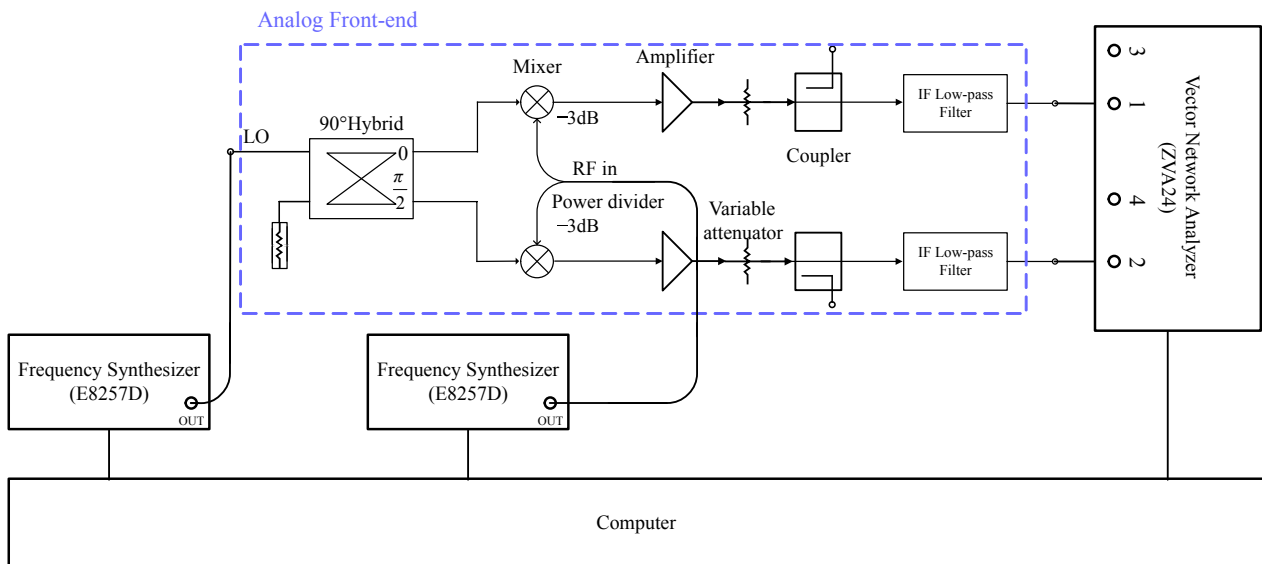 Analog Front-end
Amplifier
Mixer
3
Vector Network Analyzer
(ZVA24)
IF Low-pass
Filter
1
−3dB
90°Hybrid
LO
0
Coupler
RF in
π
2
4
Power divider
−3dB
Variable
attenuator
IF Low-pass
Filter
2
Frequency Synthesizer
(E8257D)
OUT
Frequency Synthesizer
(E8257D)
OUT
Computer